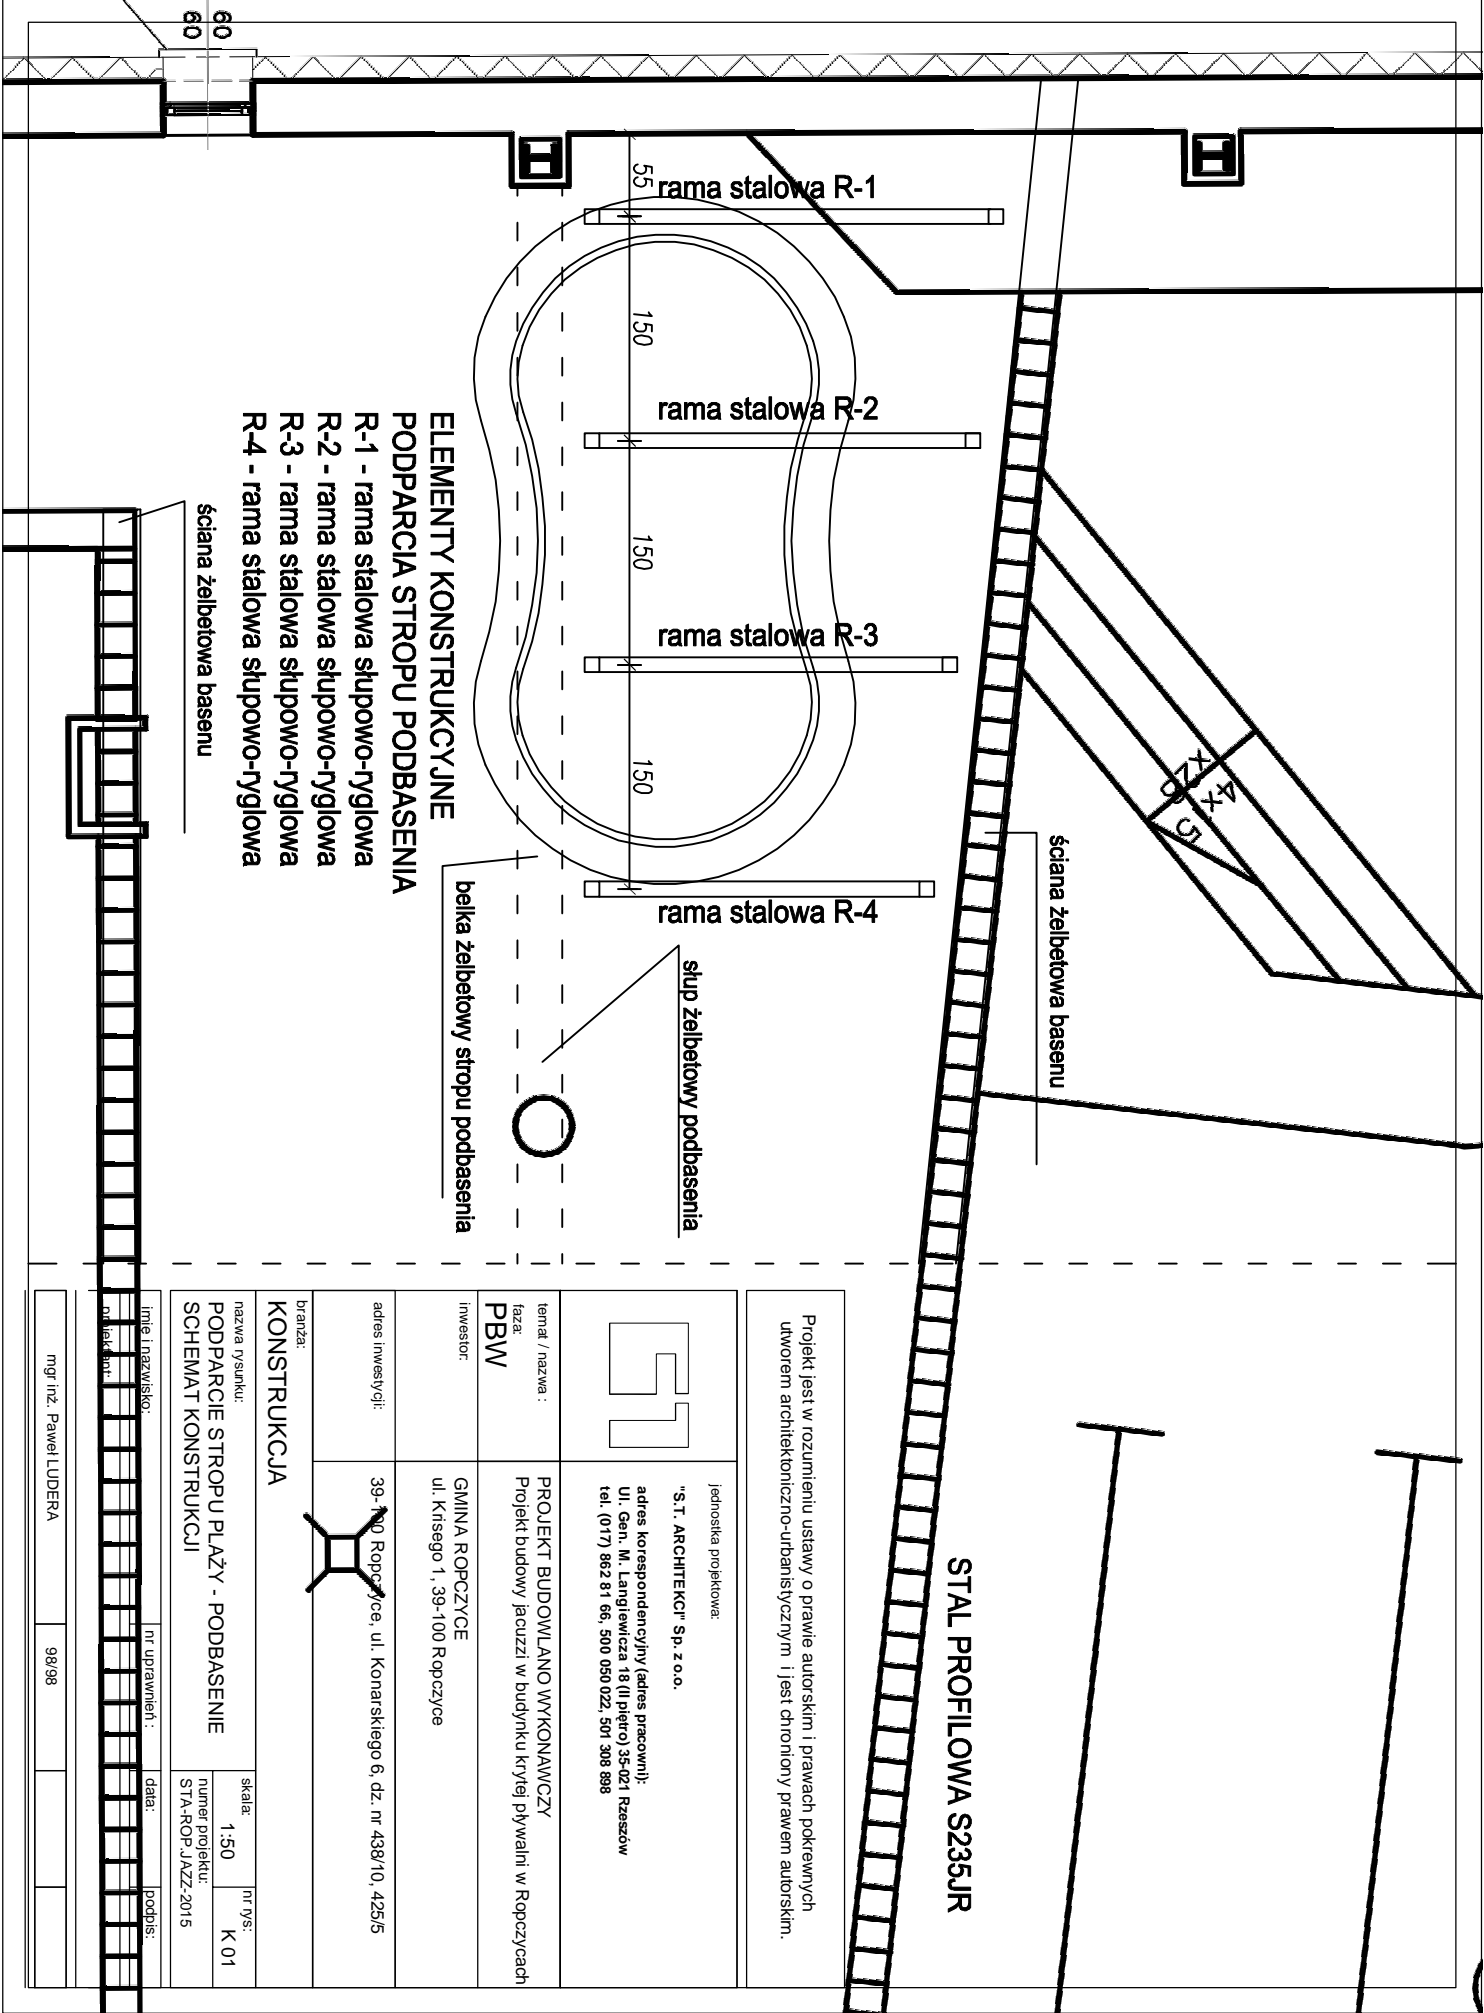 60
60
55
150
150
150
rama stalowa R-1
rama stalowa R-2
rama stalowa R-3
rama stalowa R-4
ELEMENTY KONSTRUKCYJNE
PODPARCIA STROPU PODBASENIA
R-1 - rama stalowa słupowo-ryglowa
R-2 - rama stalowa słupowo-ryglowa
R-3 - rama stalowa słupowo-ryglowa
R-4 - rama stalowa słupowo-ryglowa
ściana żelbetowa basenu
ściana żelbetowa basenu
słup żelbetowy podbasenia
belka żelbetowy stropu podbasenia
STAL PROFILOWA S235JR
Projekt jest w rozumieniu ustawy o prawie autorskim i prawach pokrewnych
utworem architektoniczno-urbanistycznym i jest chroniony prawem autorskim.
jednostka projektowa:
"S.T. ARCHITEKCI" Sp. z o.o.
adres korespondencyjny (adres pracowni):
Ul. Gen. M. Langiewicza 18 (II piętro) 35-021 Rzeszów
tel. (017) 862 81 66, 500 050 022, 501 308 898
temat / nazwa :
PROJEKT BUDOWLANO WYKONAWCZY
Projekt budowy jacuzzi w budynku krytej pływalni w Ropczycach
faza:
PBW
inwestor:
GMINA ROPCZYCE
ul. Krisego 1, 39-100 Ropczyce
adres inwestycji:
39-100 Ropczyce, ul. Konarskiego 6, dz. nr 438/10, 425/5
branża:
KONSTRUKCJA
nazwa rysunku:
PODPARCIE STROPU PLAŻY - PODBASENIE
SCHEMAT KONSTRUKCJI
skala:
1:50
nr rys:
K 01
numer projektu:
STA-ROP.JAZZ-2015
imię i nazwisko:
nr uprawnień :
data:
podpis:
projektant:
mgr inż. Paweł LUDERA
98/98